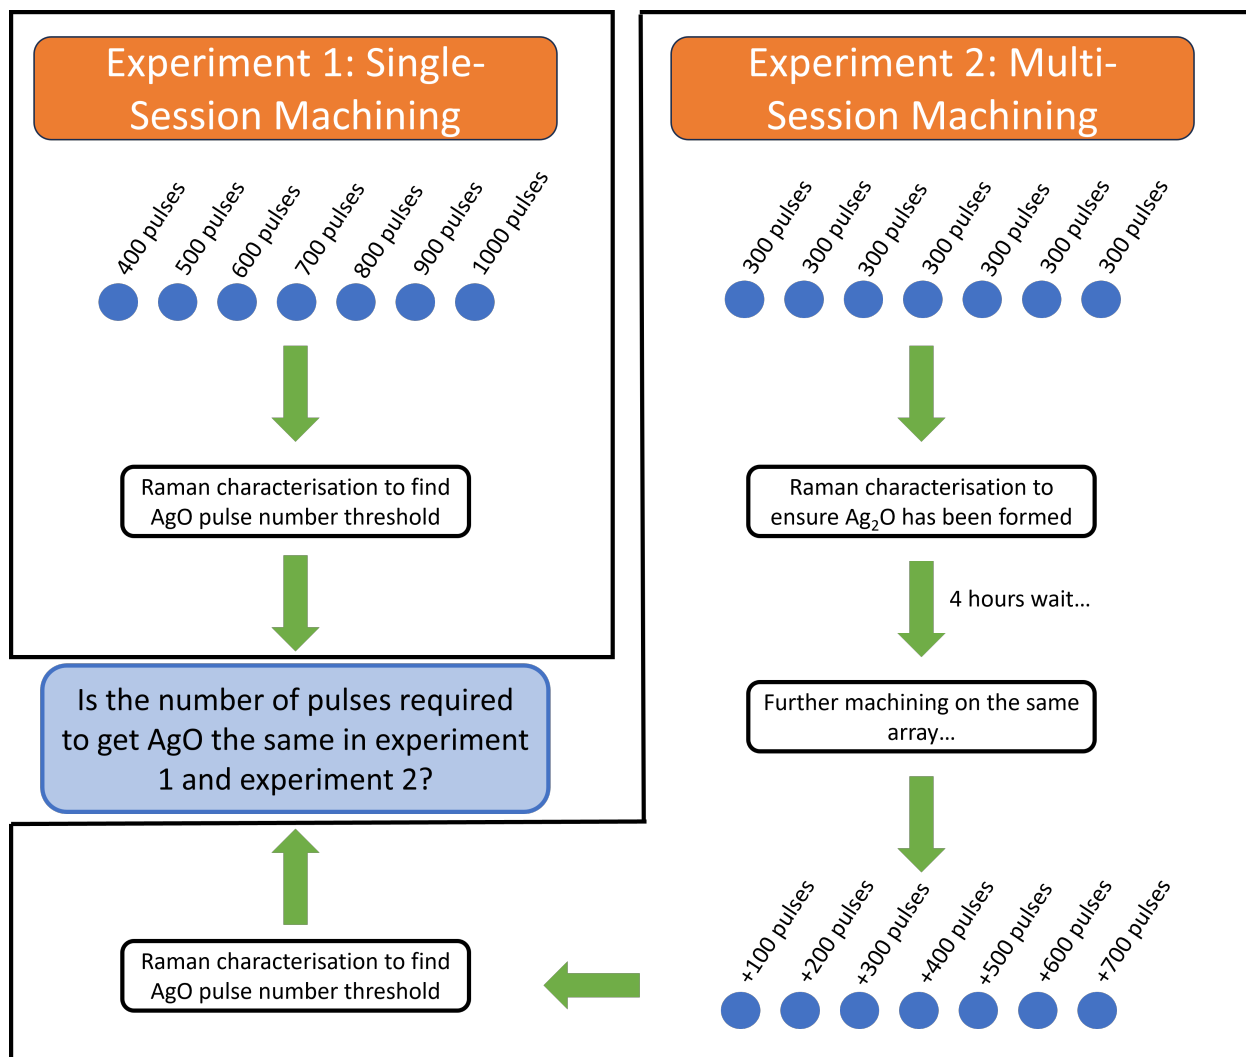 Experiment 1: Single-
Session Machining
400 pulses
500 pulses
600 pulses
700 pulses
800 pulses
900 pulses
1000 pulses
Raman characterisation to find
AgO pulse number threshold
Is the number of pulses required
to get AgO the same in experiment
1 and experiment 2?
Experiment 2: Multi-
Session Machining
300 pulses
300 pulses
300 pulses
300 pulses
300 pulses
300 pulses
300 pulses
Raman characterisation to
ensure Ag₂O has been formed
4 hours wait...
Further machining on the same
array...
+100 pulses
+200 pulses
+300 pulses
+400 pulses
+500 pulses
+600 pulses
+700 pulses
Raman characterisation to find
AgO pulse number threshold